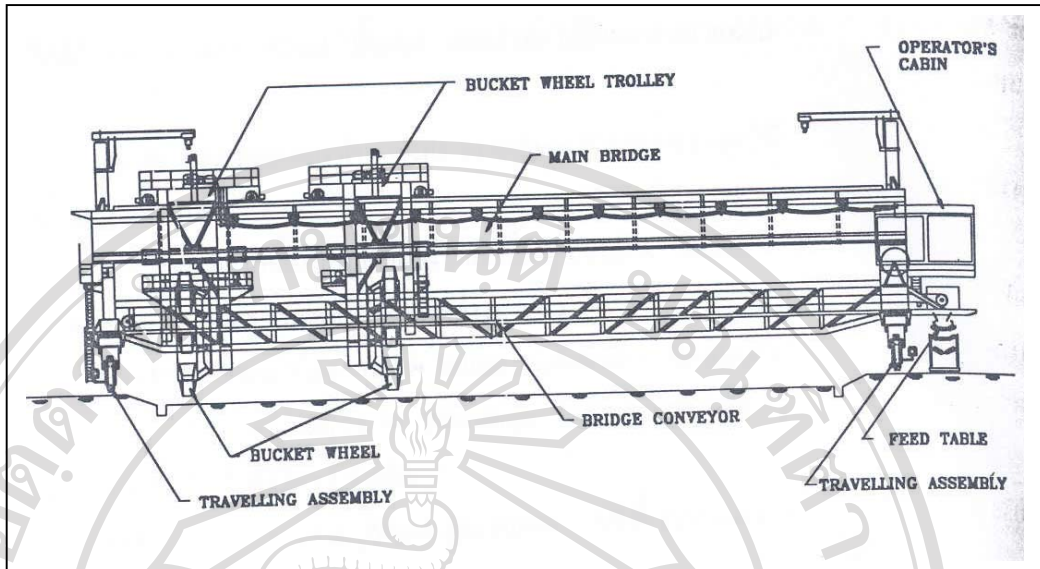 OPERATOR'S
CABIN
BUCKET WHEEL TROLLEY
MAIN BRIDGE
BRIDGE CONVEYOR
FEED TABLE
BUCKET WHEEL
TRAVELLING ASSEMBLY
TRAVELLING ASSEMBLY